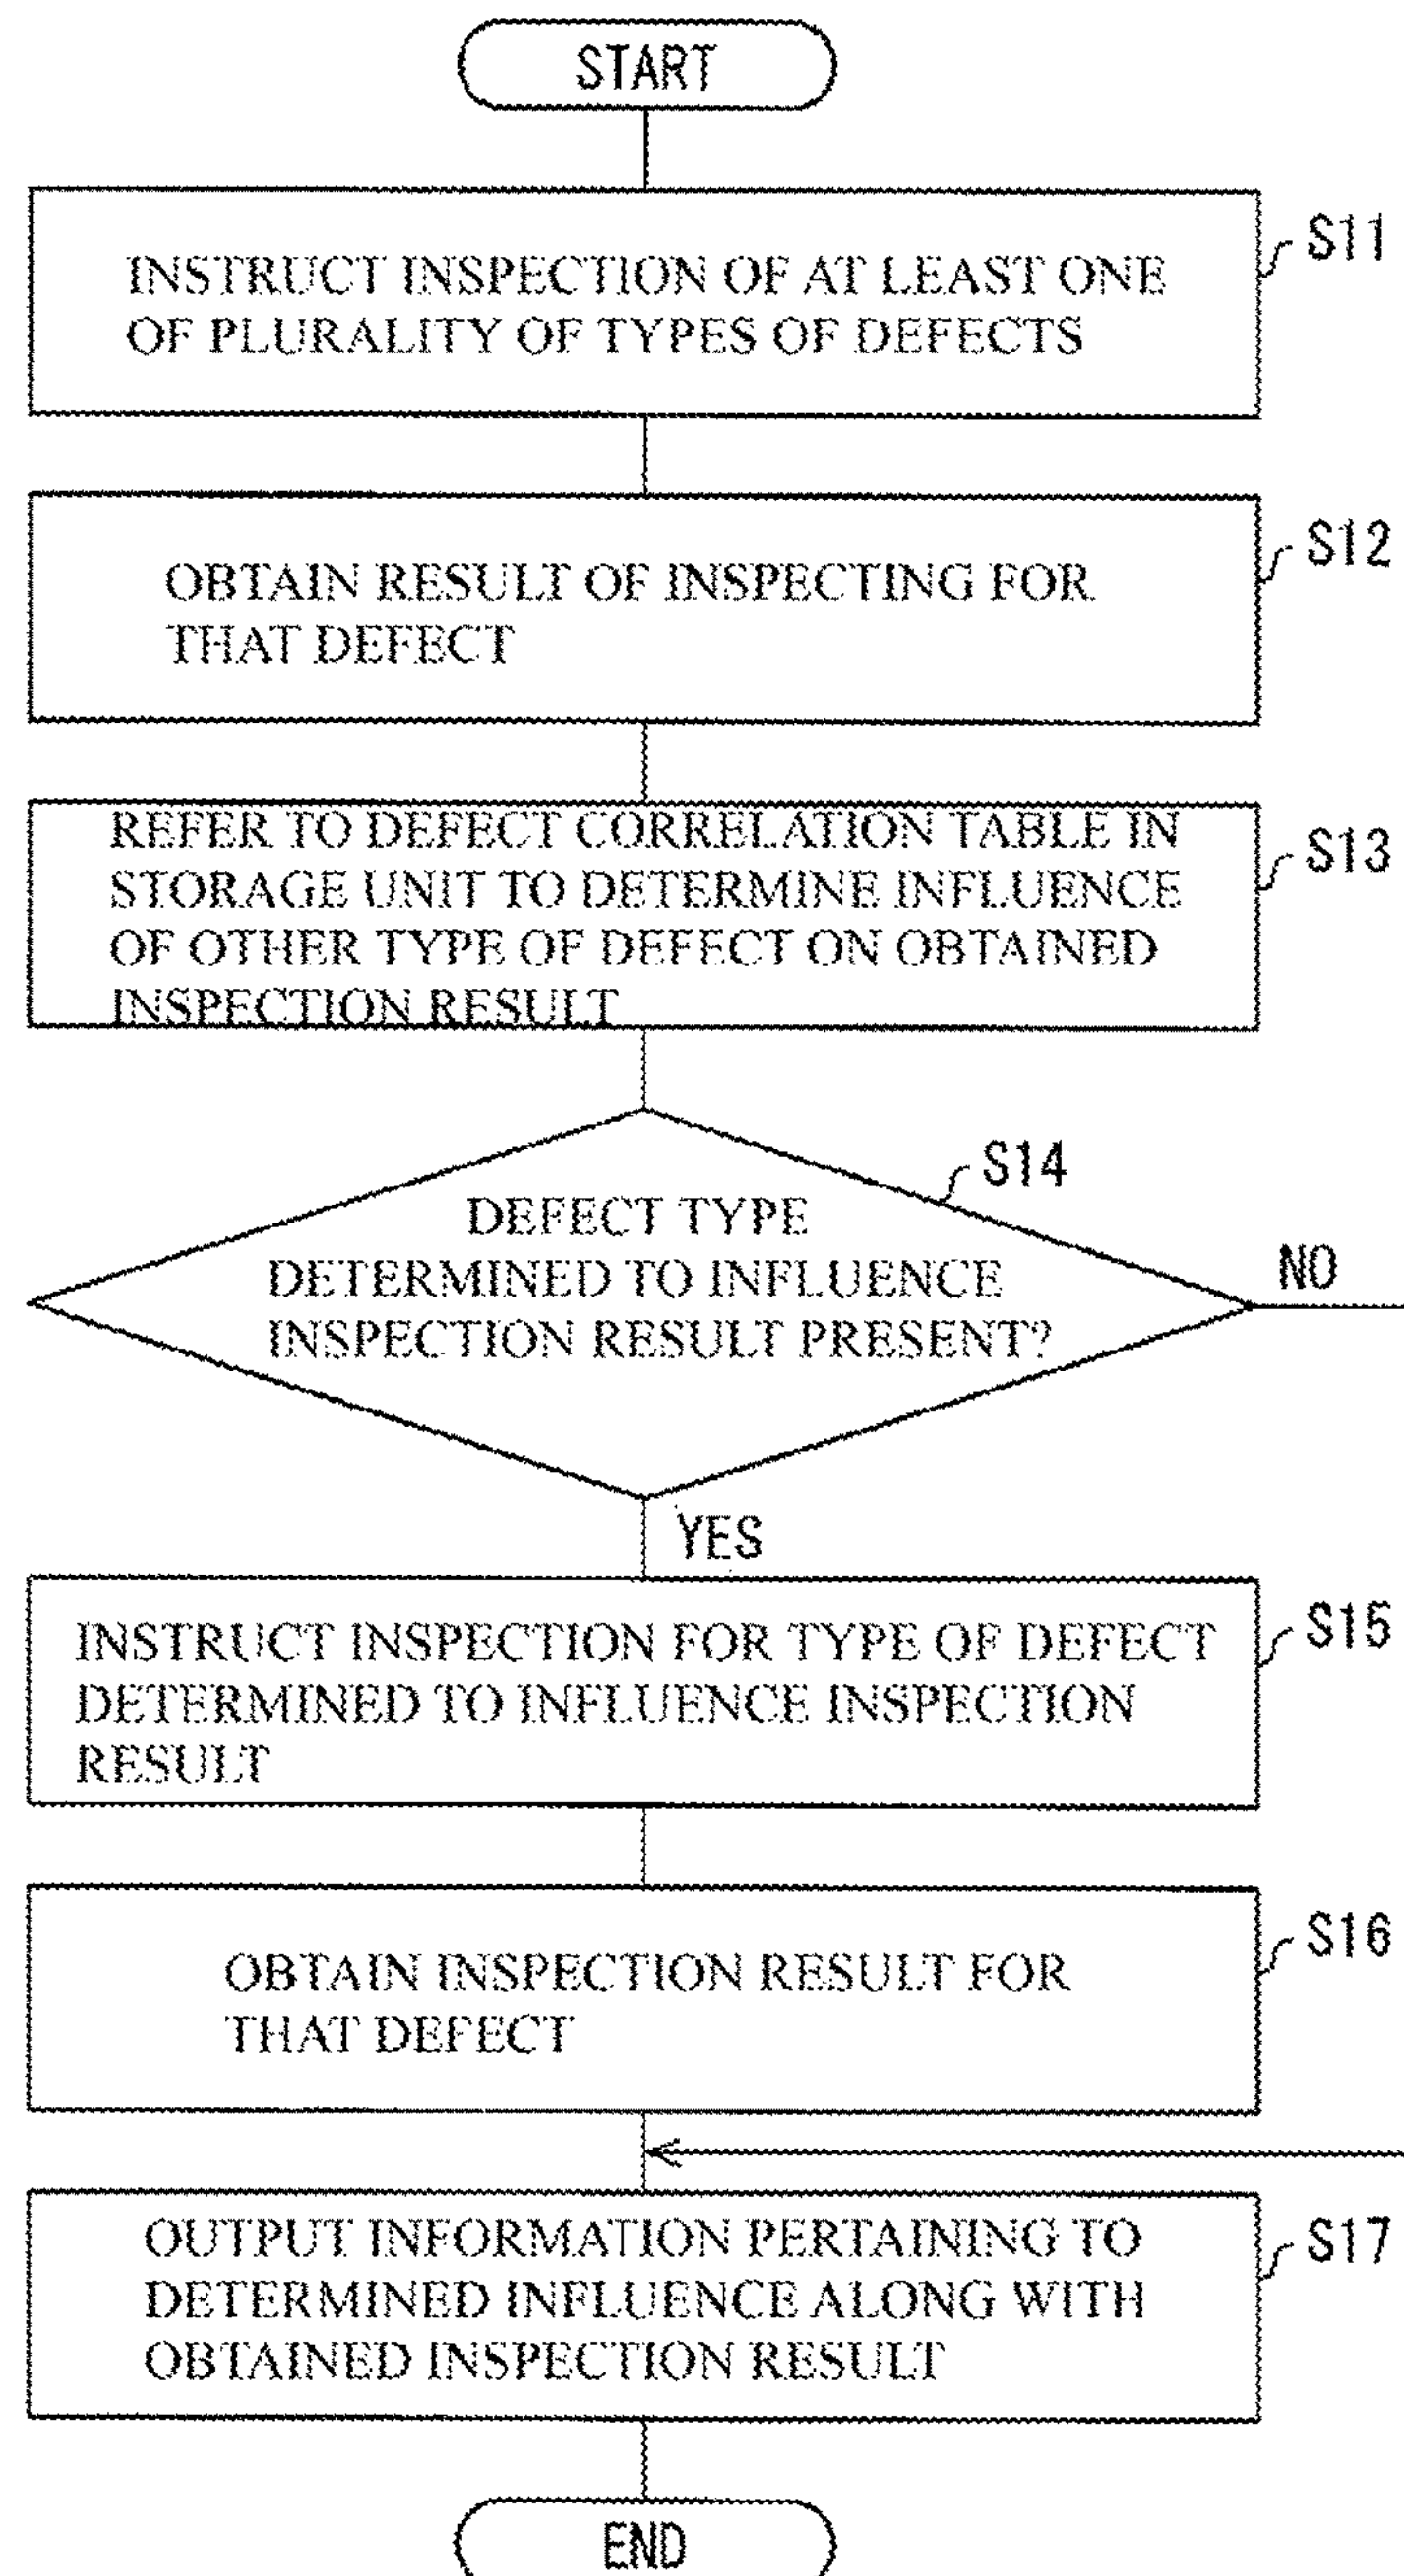 START
INSTRUCT INSPECTION OF AT LEAST ONE
OF PLURALITY OF TYPES OF DEFECTS
S11
OBTAIN RESULT OF INSPECTING FOR
THAT DEFECT
S12
REFER TO DEFECT CORRELATION TABLE IN
STORAGE UNIT TO DETERMINE INFLUENCE
OF OTHER TYPE OF DEFECT ON OBTAINED
INSPECTION RESULT
S13
S14
DEFECT TYPE
DETERMINED TO INFLUENCE
INSPECTION RESULT PRESENT?
NO
YES
INSTRUCT INSPECTION FOR TYPE OF DEFECT
DETERMINED TO INFLUENCE INSPECTION
RESULT
S15
OBTAIN INSPECTION RESULT FOR
THAT DEFECT
S16
OUTPUT INFORMATION PERTAINING TO
DETERMINED INFLUENCE ALONG WITH
OBTAINED INSPECTION RESULT
S17
END